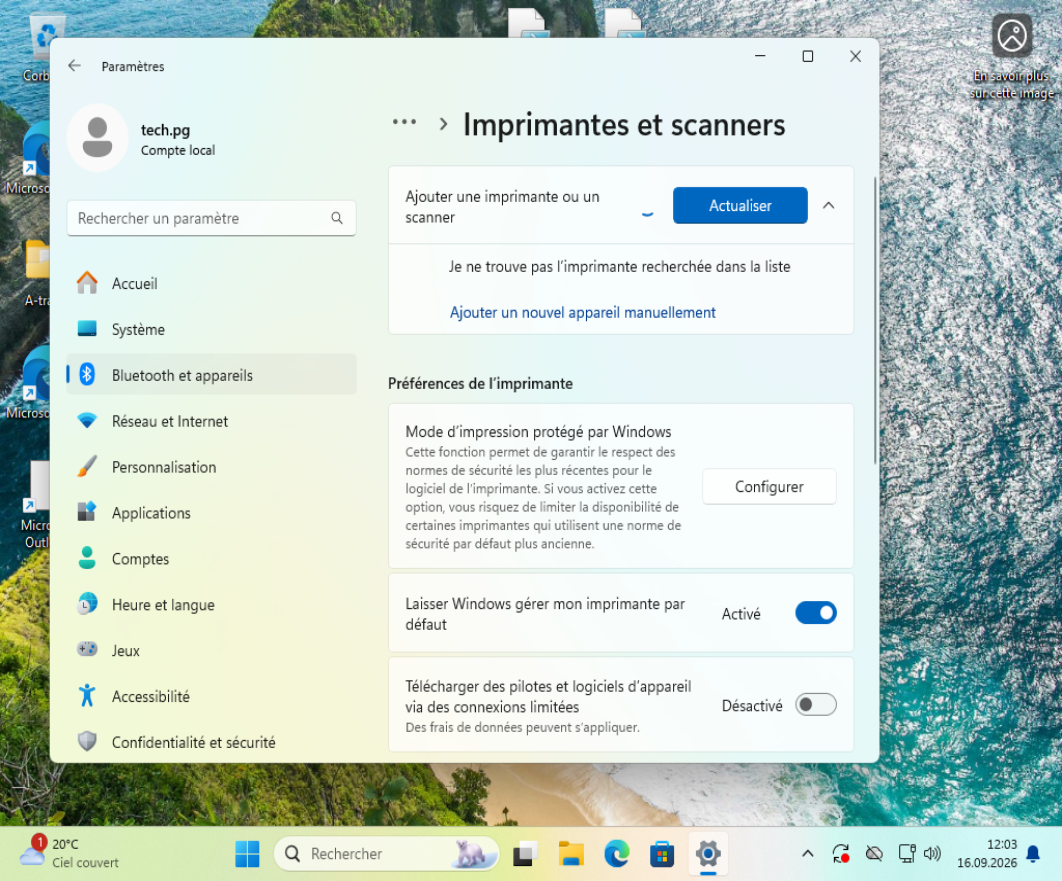 Corb
En savoir plus
sur cette image
Microso
A-tra
Microso
Micro
Outl
Paramètres
tech.pg
Compte local
Rechercher un paramètre
Accueil
Système
Bluetooth et appareils
Réseau et Internet
Personnalisation
Applications
Comptes
Heure et langue
Jeux
Accessibilité
Confidentialité et sécurité
Imprimantes et scanners
Ajouter une imprimante ou un
scanner
Actualiser
Je ne trouve pas l’imprimante recherchée dans la liste
Ajouter un nouvel appareil manuellement
Préférences de l’imprimante
Mode d’impression protégé par Windows
Cette fonction permet de garantir le respect des
normes de sécurité les plus récentes pour le
logiciel de l’imprimante. Si vous activez cette
option, vous risquez de limiter la disponibilité de
certaines imprimantes qui utilisent une norme de
sécurité par défaut plus ancienne.
Configurer
Laisser Windows gérer mon imprimante par
défaut
Activé
Télécharger des pilotes et logiciels d’appareil
via des connexions limitées
Des frais de données peuvent s’appliquer.
Désactivé
1
20°C
Ciel couvert
Rechercher
12:03
16.09.2026